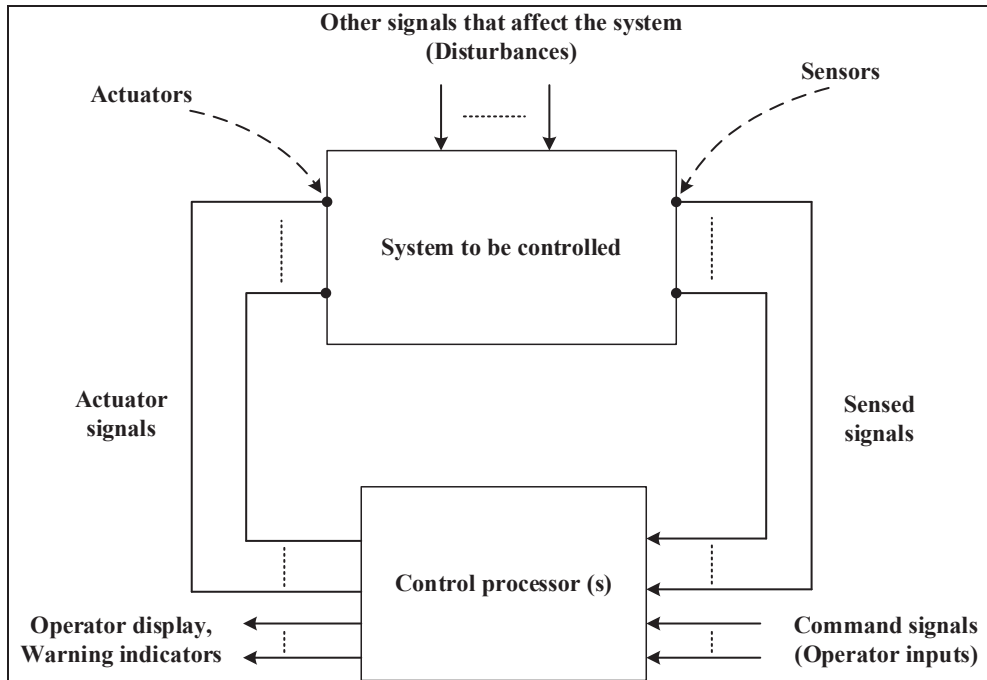 Other signals that affect the system
(Disturbances)
Actuators
Sensors
System to be controlled
Actuator
signals
Sensed
signals
Control processor (s)
Operator display,
Warning indicators
Command signals
(Operator inputs)